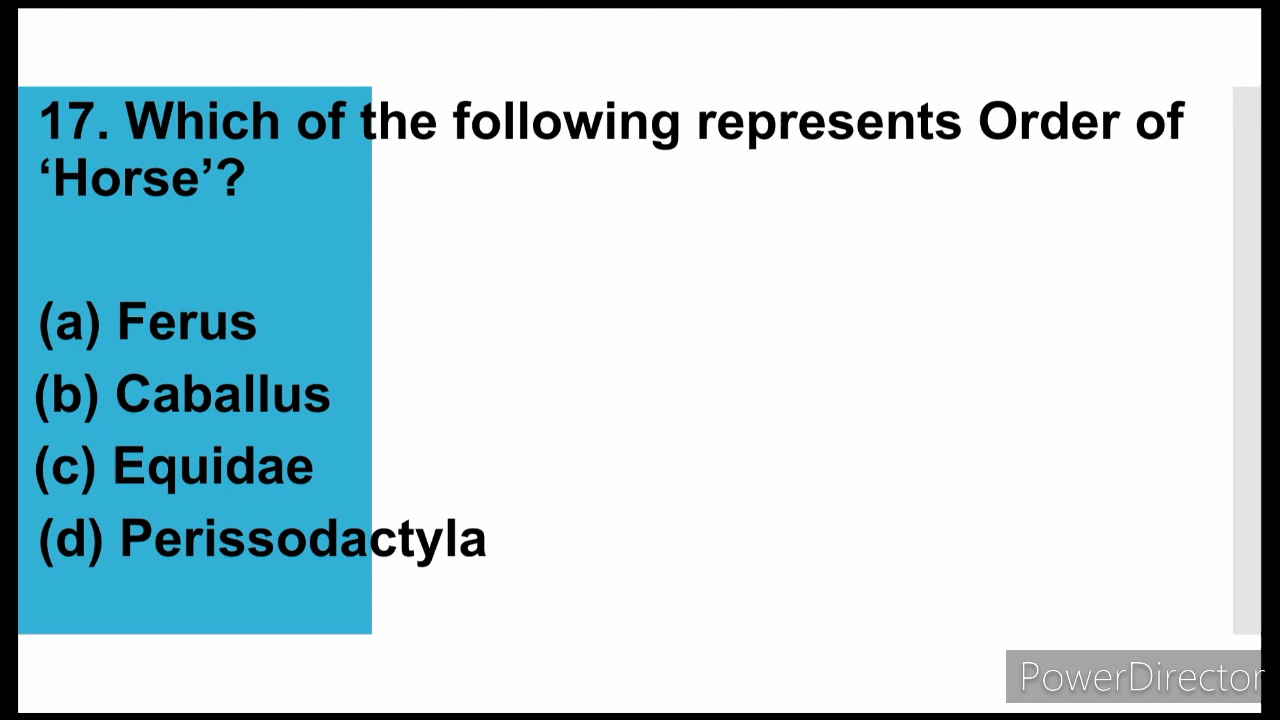 17. Which of the following represents Order of
‘Horse’?
(a) Ferus
(b) Caballus
(c) Equidae
(d) Perissodactyla
PowerDirector